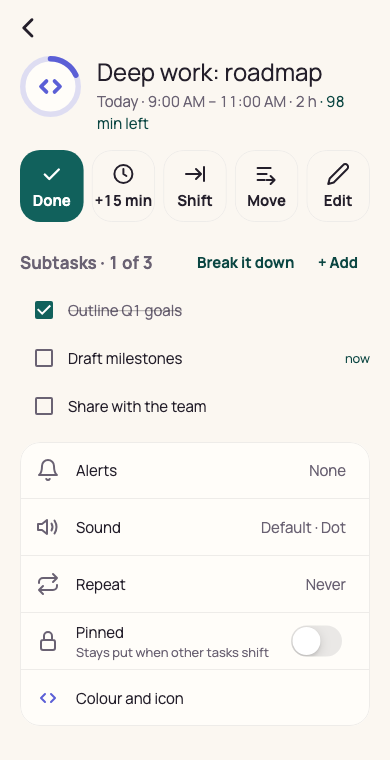 Deep work: roadmap
Today · 9:00 AM – 11:00 AM · 2 h · 98
min left
Done
+15 min
Shift
Move
Edit
Subtasks · 1 of 3
Break it down
+ Add
Outline Q1 goals
Draft milestones
now
Share with the team
Alerts
None
Sound
Default · Dot
Repeat
Never
Pinned
Stays put when other tasks shift
Colour and icon